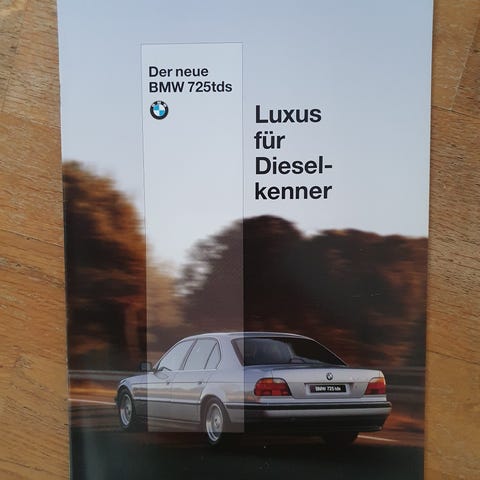 Der neue
BMW 725tds
Luxus
für
Diesel-
kenner
BMW 725 tds